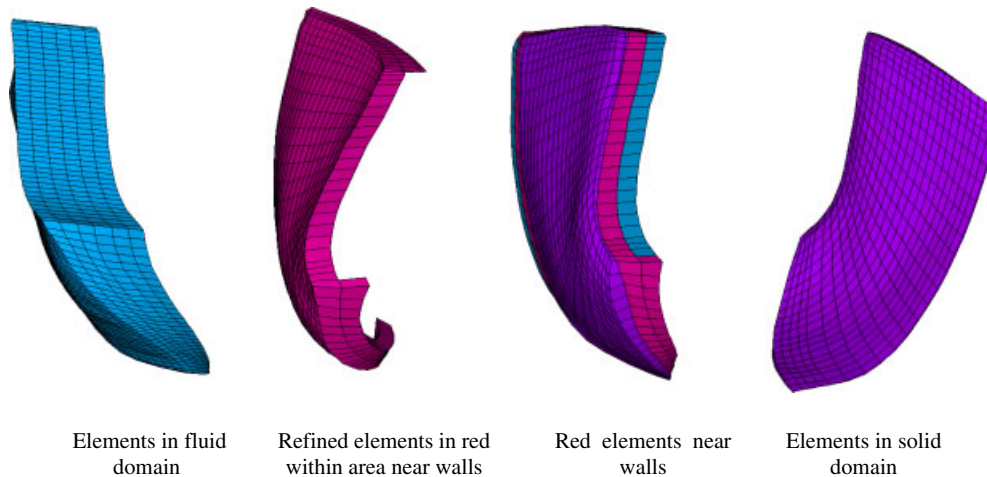 Elements in fluid
domain
Refined elements in red
within area near walls
Red elements near
walls
Elements in solid
domain